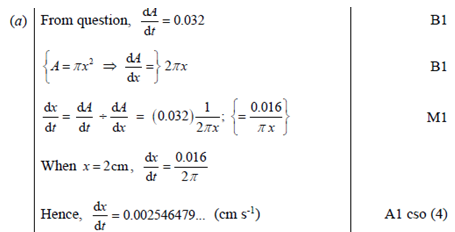 (a) From question, dA/dt = 0.032 B1
{A = πx² ⇒ dA/dx =} 2πx B1
dx/dt = dA/dt ÷ dA/dx = (0.032) 1/2πx; {= 0.016/πx} M1
When x = 2cm, dx/dt = 0.016/2π
Hence, dx/dt = 0.002546479... (cm s⁻¹) A1 cso (4)